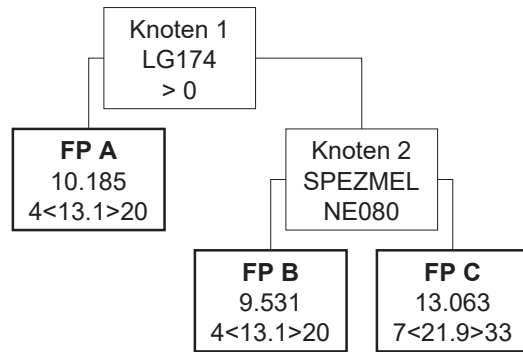 Knoten 1
LG174
> 0
FP A
10.185
4<13.1>20
Knoten 2
SPEZMEL
NE080
FP B
9.531
4<13.1>20
FP C
13.063
7<21.9>33